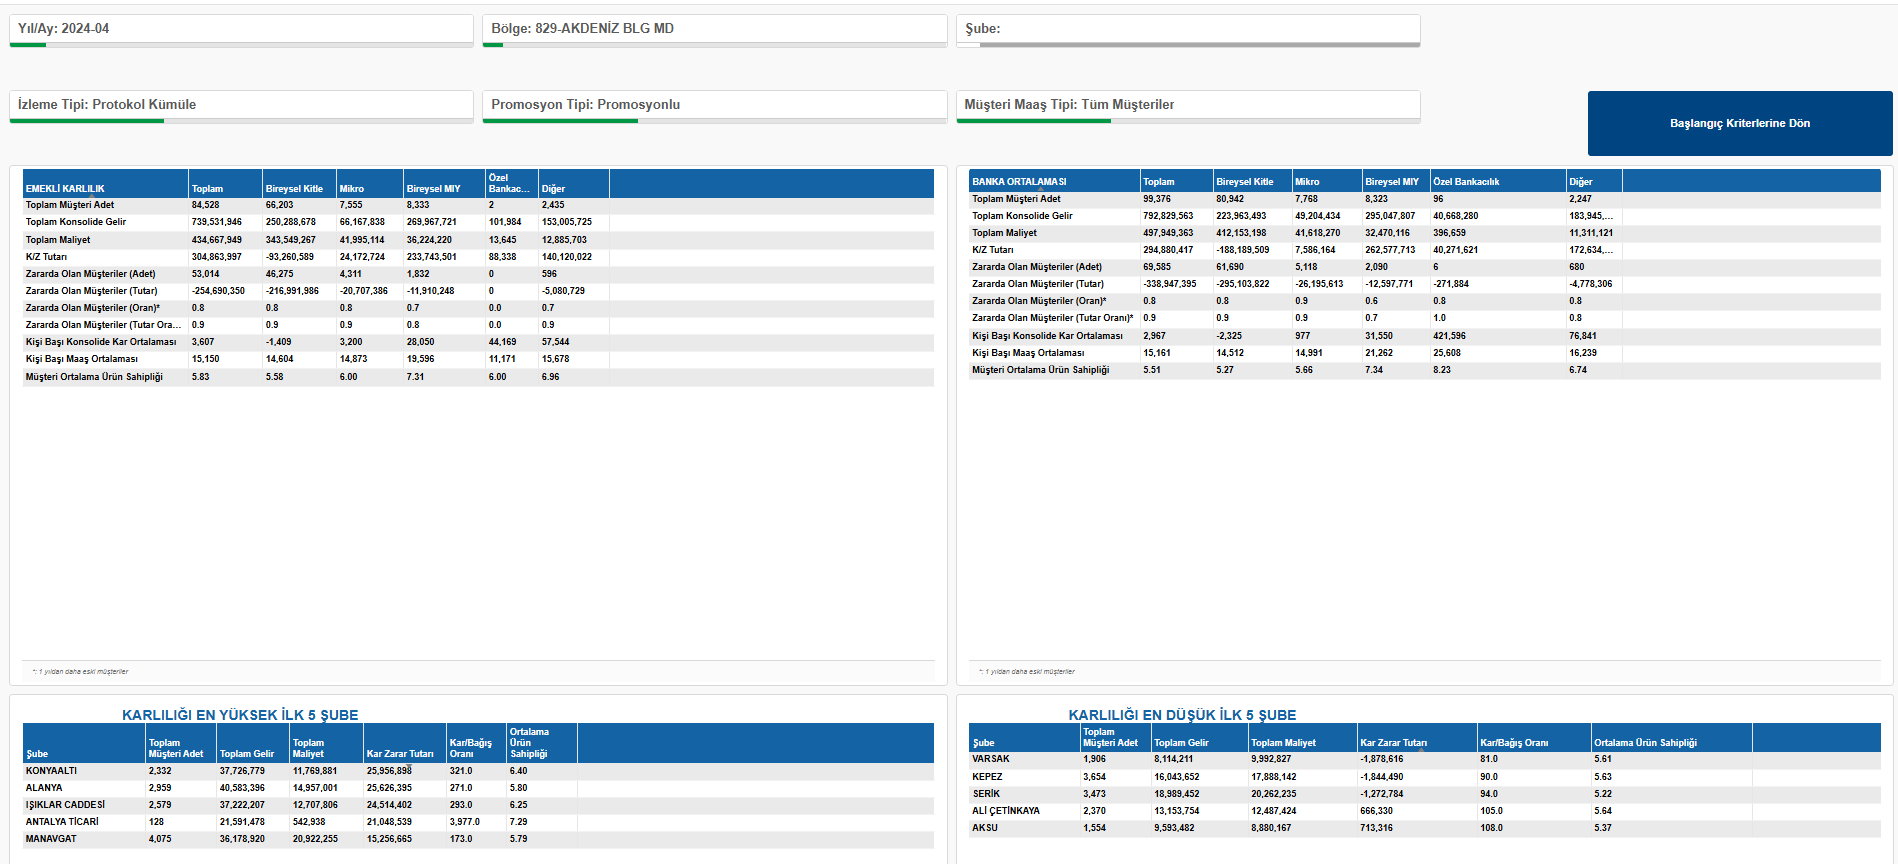 Yıl/Ay: 2024-04
Bölge: 829-AKDENİZ BLG MD
Şube:
İzleme Tipi: Protokol Kümüle
Promosyon Tipi: Promosyonlu
Müşteri Maaş Tipi: Tüm Müşteriler
Başlangıç Kriterlerine Dön
EMEKLİ KARLILIK Toplam Bireysel Kitle Mikro Bireysel MIY Özel Bankac... Diğer
Toplam Müşteri Adet 84,528 66,203 7,555 8,333 2 2,435
Toplam Konsolide Gelir 739,531,946 250,288,678 66,167,838 269,967,721 101,984 153,005,725
Toplam Maliyet 434,667,949 343,549,267 41,995,114 36,224,220 13,645 12,885,703
K/Z Tutarı 304,863,997 -93,260,589 24,172,724 233,743,501 88,338 140,120,022
Zararda Olan Müşteriler (Adet) 53,014 46,275 4,311 1,832 0 596
Zararda Olan Müşteriler (Tutar) -254,690,350 -216,991,986 -20,707,386 -11,910,248 0 -5,080,729
Zararda Olan Müşteriler (Oran)* 0.8 0.8 0.8 0.7 0.0 0.7
Zararda Olan Müşteriler (Tutar Ora... 0.9 0.9 0.9 0.8 0.0 0.9
Kişi Başı Konsolide Kar Ortalaması 3,607 -1,409 3,200 28,050 44,169 57,544
Kişi Başı Maaş Ortalaması 15,150 14,604 14,873 19,596 11,171 15,678
Müşteri Ortalama Ürün Sahipliği 5.83 5.58 6.00 7.31 6.00 6.96
*: 1 yıldan daha eski müşteriler
BANKA ORTALAMASI Toplam Bireysel Kitle Mikro Bireysel MIY Özel Bankacılık Diğer
Toplam Müşteri Adet 99,376 80,942 7,768 8,323 96 2,247
Toplam Konsolide Gelir 792,829,563 223,963,493 49,204,434 295,047,807 40,668,280 183,945,...
Toplam Maliyet 497,949,363 412,153,198 41,618,270 32,470,116 396,659 11,311,121
K/Z Tutarı 294,880,417 -188,189,509 7,586,164 262,577,713 40,271,621 172,634,...
Zararda Olan Müşteriler (Adet) 69,585 61,690 5,118 2,090 6 680
Zararda Olan Müşteriler (Tutar) -338,947,395 -295,103,822 -26,195,613 -12,597,771 -271,884 -4,778,306
Zararda Olan Müşteriler (Oran)* 0.8 0.8 0.9 0.6 0.8 0.8
Zararda Olan Müşteriler (Tutar Oranı)* 0.9 0.9 0.9 0.7 1.0 0.8
Kişi Başı Konsolide Kar Ortalaması 2,967 -2,325 977 31,550 421,596 76,841
Kişi Başı Maaş Ortalaması 15,161 14,512 14,991 21,262 25,608 16,239
Müşteri Ortalama Ürün Sahipliği 5.51 5.27 5.66 7.34 8.23 6.74
*: 1 yıldan daha eski müşteriler
KARLILIĞI EN YÜKSEK İLK 5 ŞUBE
Şube Toplam Müşteri Adet Toplam Gelir Toplam Maliyet Kar Zarar Tutarı Kar/Bağış Oranı Ortalama Ürün Sahipliği
KONYAALTI 2,332 37,726,779 11,769,881 25,956,898 321.0 6.40
ALANYA 2,959 40,583,396 14,957,001 25,626,395 271.0 5.80
IŞIKLAR CADDESİ 2,579 37,222,207 12,707,806 24,514,402 293.0 6.25
ANTALYA TİCARİ 128 21,591,478 542,938 21,048,539 3,977.0 7.29
MANAVGAT 4,075 36,178,920 20,922,255 15,256,665 173.0 5.79
KARLILIĞI EN DÜŞÜK İLK 5 ŞUBE
Şube Toplam Müşteri Adet Toplam Gelir Toplam Maliyet Kar Zarar Tutarı Kar/Bağış Oranı Ortalama Ürün Sahipliği
VARSAK 1,906 8,114,211 9,992,827 -1,878,616 81.0 5.61
KEPEZ 3,654 16,043,652 17,888,142 -1,844,490 90.0 5.63
SERİK 3,473 18,989,452 20,262,235 -1,272,784 94.0 5.22
ALİ ÇETİNKAYA 2,370 13,153,754 12,487,424 666,330 105.0 5.64
AKSU 1,554 9,593,482 8,880,167 713,316 108.0 5.37